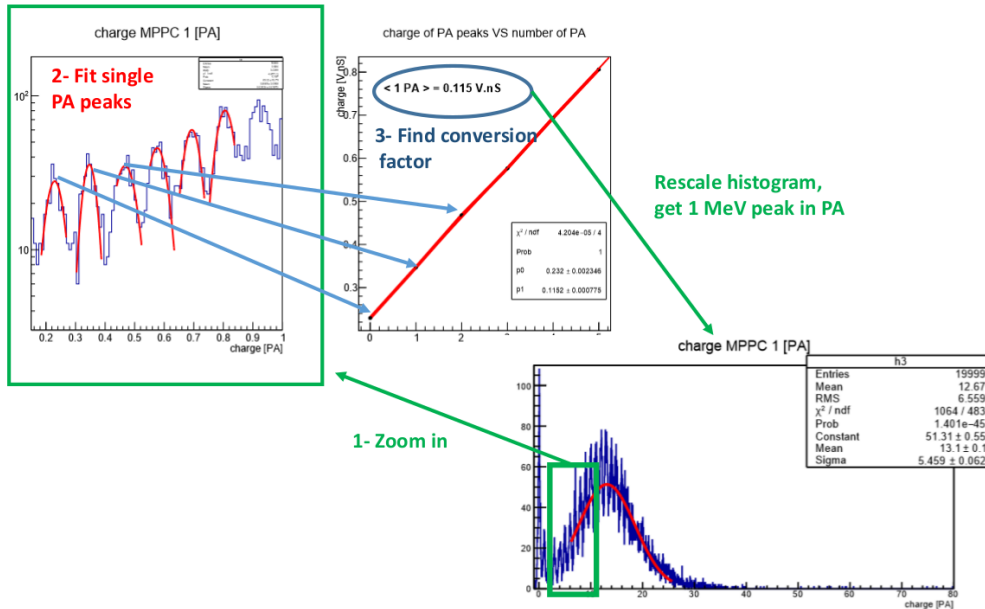 charge MPPC 1 [PA]
2- Fit single
PA peaks
10²
10
0.2 0.3 0.4 0.5 0.6 0.7 0.8 0.9 1
charge [PA]
charge of PA peaks VS number of PA
charge [V.nS]
< 1 PA > = 0.115 V.nS
3- Find conversion
factor
0.8
0.7
0.6
0.5
0.4
0.3
χ² / ndf 4.204e-05 / 4
Prob 1
p0 0.232 ± 0.002346
p1 0.1152 ± 0.000775
0 1 2 3 4 5
Rescale histogram,
get 1 MeV peak in PA
1- Zoom in
charge MPPC 1 [PA]
h3
Entries 19999
Mean 12.67
RMS 6.559
χ² / ndf 1064 / 483
Prob 1.401e-45
Constant 51.31 ± 0.55
Mean 13.1 ± 0.1
Sigma 5.459 ± 0.062
100
80
60
40
20
0
0 10 20 30 40 50 60 70 80
charge [PA]